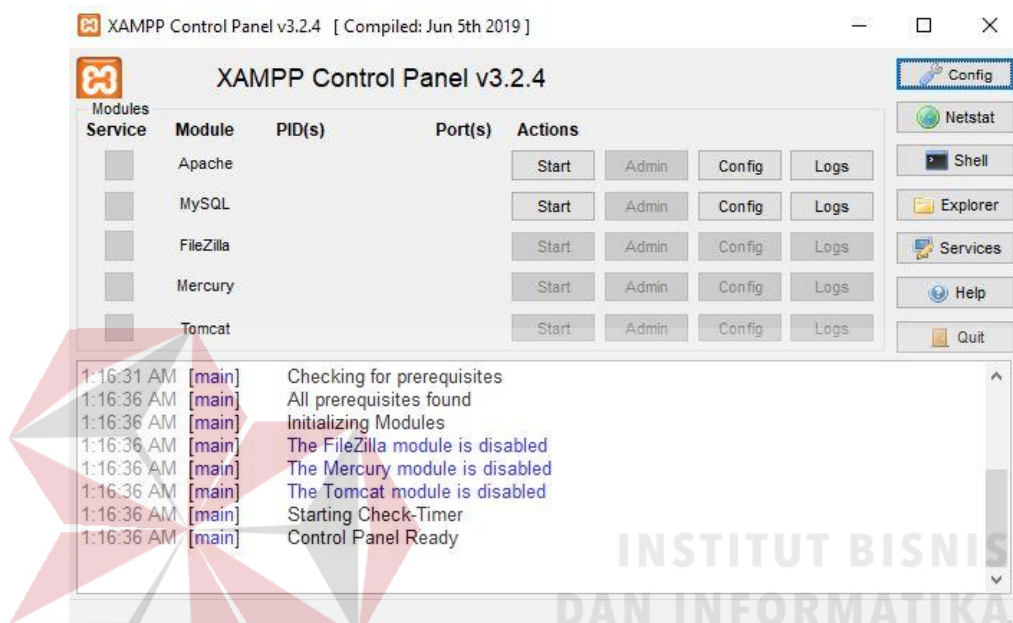 XAMPP Control Panel v3.2.4 [ Compiled: Jun 5th 2019 ]
XAMPP Control Panel v3.2.4
Config
Modules
Netstat
Service Module PID(s) Port(s) Actions
Apache Start Admin Config Logs
Shell
MySQL Start Admin Config Logs
Explorer
FileZilla Start Admin Config Logs
Services
Mercury Start Admin Config Logs
Help
Tomcat Start Admin Config Logs
Quit
1:16:31 AM [main] Checking for prerequisites
1:16:36 AM [main] All prerequisites found
1:16:36 AM [main] Initializing Modules
1:16:36 AM [main] The FileZilla module is disabled
1:16:36 AM [main] The Mercury module is disabled
1:16:36 AM [main] The Tomcat module is disabled
1:16:36 AM [main] Starting Check-Timer
1:16:36 AM [main] Control Panel Ready
INSTITUT BISNIS
DAN INFORMATIKA